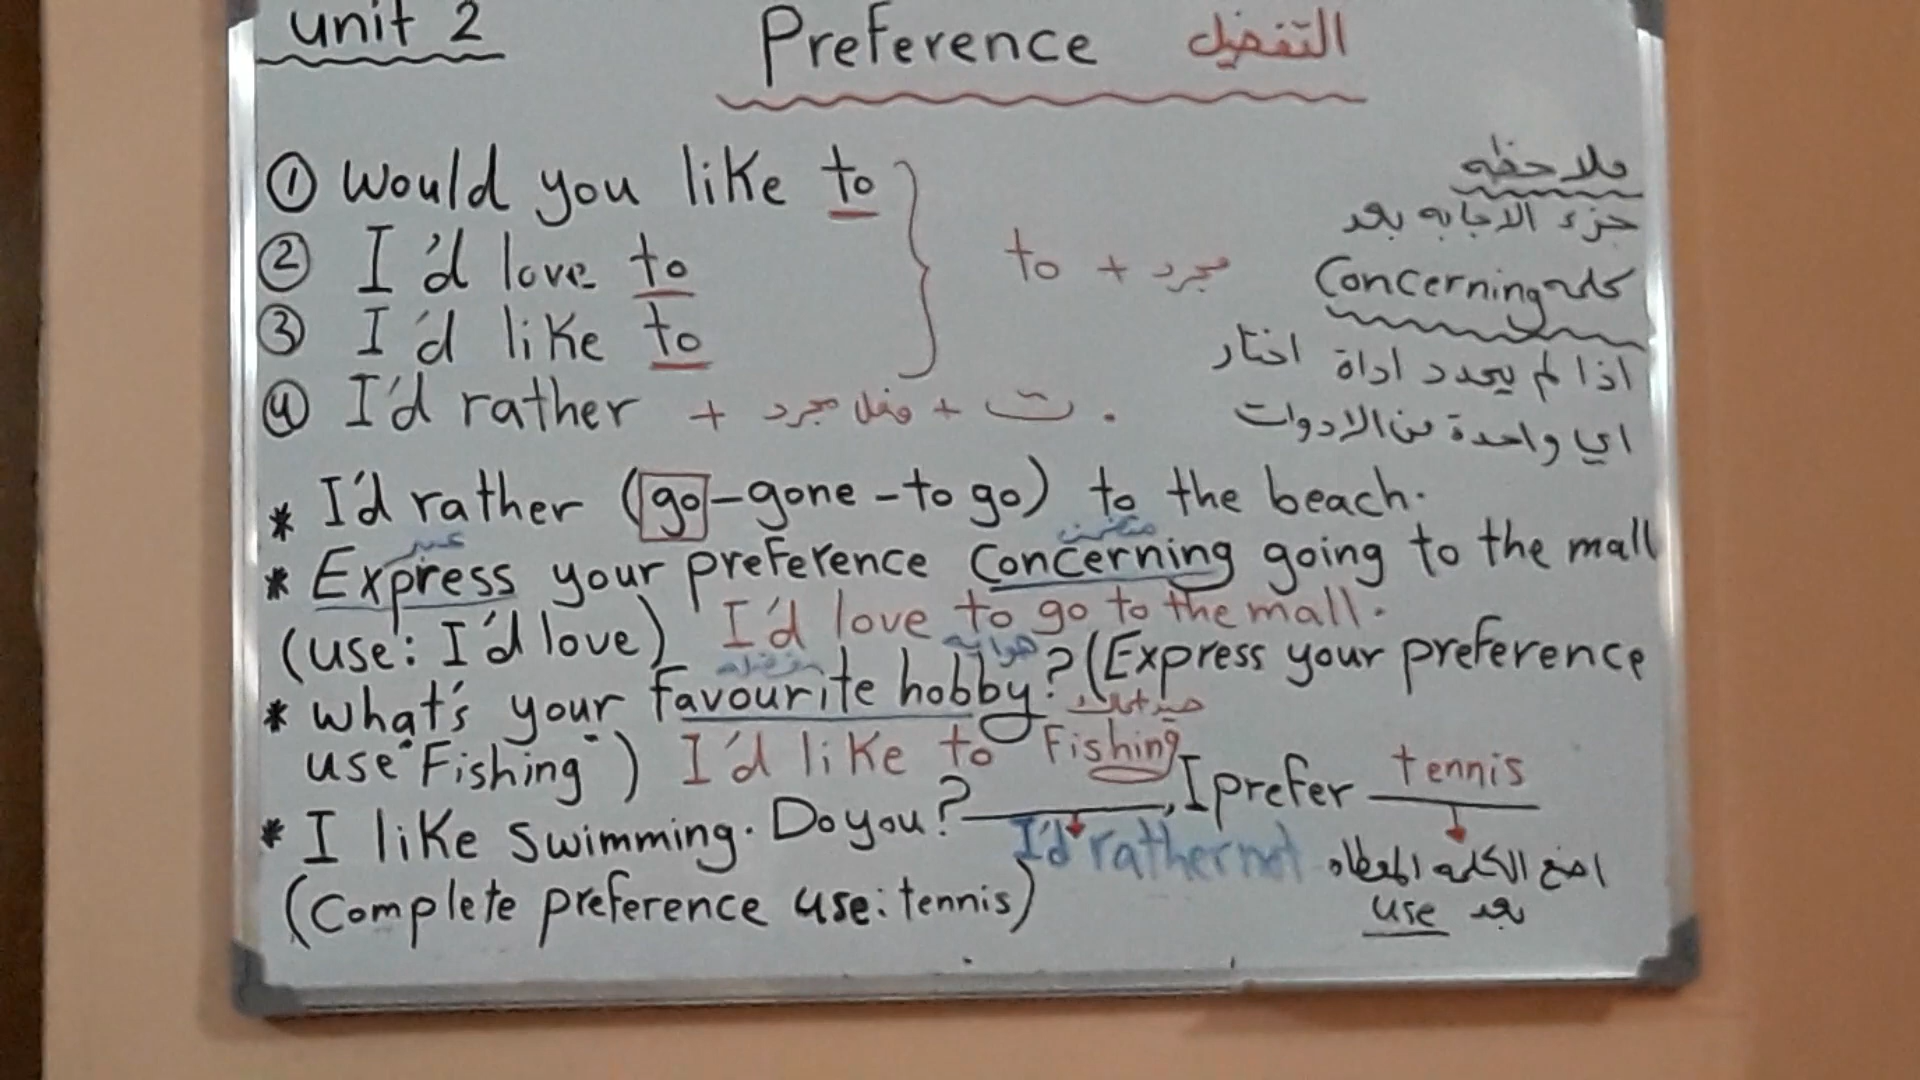 unit 2 Preference التفضيل
① Would you like to
② I'd love to
③ I'd like to
to + مجرد
④ I'd rather + فعل مجرد + ت.
ملاحظه
جزء الاجابه بعد
كلمه Concerning
اذا لم يحدد اداة اختار
اي واحدة من الادوات
* I'd rather (go-gone-to go) to the beach.
عبر
* Express your preference Concerning going to the mall
(use: I'd love) I'd love to go to the mall.
هوايه
* what's your favourite hobby? (Express your preference
use "Fishing") I'd like to Fishing
* I like swimming. Do you? , I prefer tennis
I'd rather not
اضع الكلمه المعطاه
(Complete preference use: tennis)
بعد use